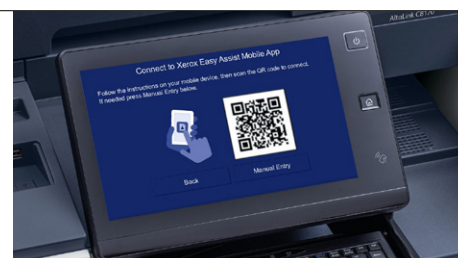 AltaLink C8170
Connect to Xerox Easy Assist Mobile App
Follow the instructions on your mobile device, then scan the QR code to connect.
If needed press Manual Entry below.
Back
Manual Entry